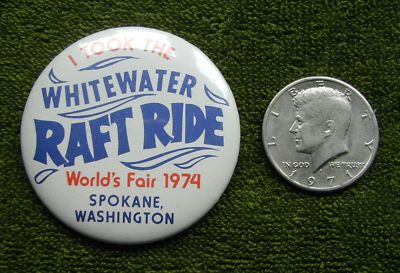 I TOOK THE
WHITEWATER
RAFT RIDE
World's Fair 1974
SPOKANE,
WASHINGTON
LIBERTY
IN GOD WE TRUST
1971